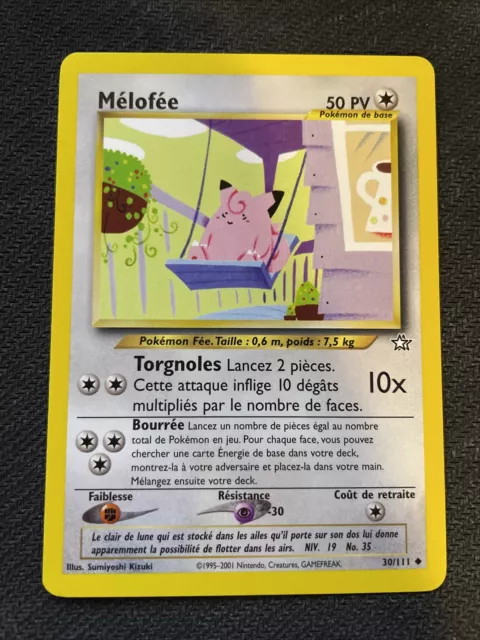 Mélofée
50 PV
Pokémon de base
Pokémon Fée. Taille : 0,6 m, poids : 7,5 kg
Torgnoles Lancez 2 pièces.
Cette attaque inflige 10 dégâts
multipliés par le nombre de faces.
10x
Bourrée Lancez un nombre de pièces égal au nombre
total de Pokémon en jeu. Pour chaque face, vous pouvez
chercher une carte Énergie de base dans votre deck,
montrez-la à votre adversaire et placez-la dans votre main.
Mélangez ensuite votre deck.
Faiblesse
Résistance
Coût de retraite
-30
Le clair de lune qui est stocké dans les ailes qu'il porte sur son dos lui donne
apparemment la possibilité de flotter dans les airs. NIV. 19 No. 35
Illus. Sumiyoshi Kizuki
©1995-2001 Nintendo, Creatures, GAMEFREAK.
30/111